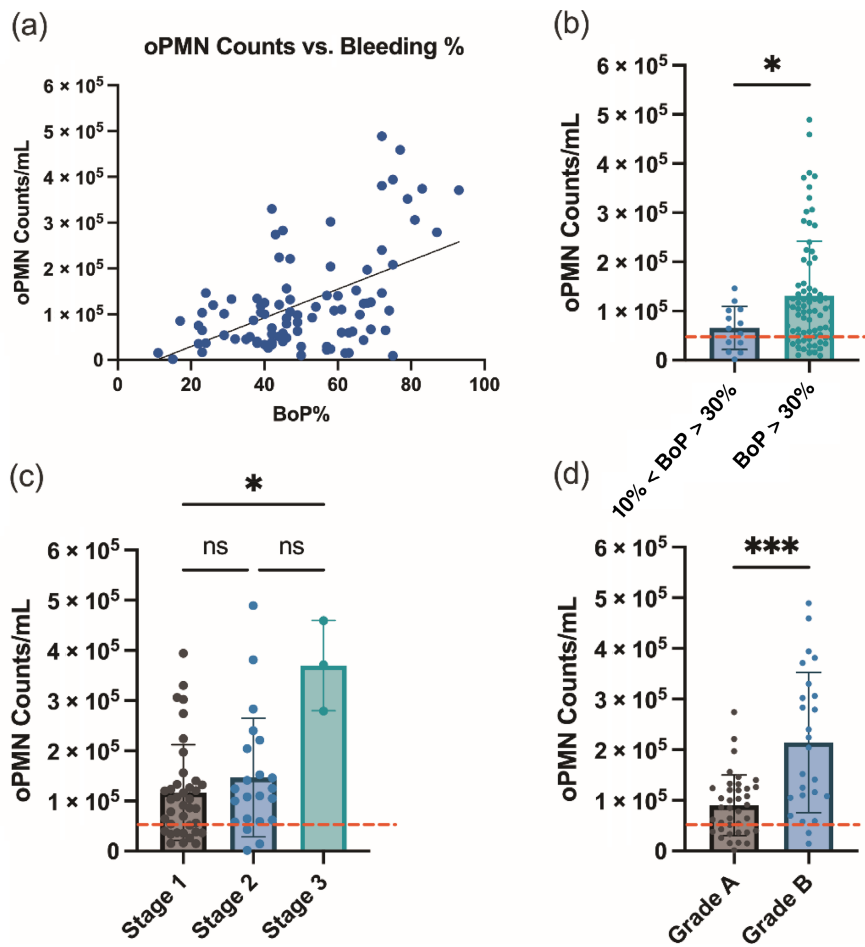 (a)
oPMN Counts vs. Bleeding %
oPMN Counts/mL
6 × 10⁵
5 × 10⁵
4 × 10⁵
3 × 10⁵
2 × 10⁵
1 × 10⁵
0
0 20 40 60 80 100
BoP%
(b)
*
oPMN Counts/mL
6 × 10⁵
5 × 10⁵
4 × 10⁵
3 × 10⁵
2 × 10⁵
1 × 10⁵
0
10% < BoP > 30%
BoP > 30%
(c)
*
ns ns
oPMN Counts/mL
6 × 10⁵
5 × 10⁵
4 × 10⁵
3 × 10⁵
2 × 10⁵
1 × 10⁵
0
Stage 1
Stage 2
Stage 3
(d)
***
oPMN Counts/mL
6 × 10⁵
5 × 10⁵
4 × 10⁵
3 × 10⁵
2 × 10⁵
1 × 10⁵
0
Grade A
Grade B